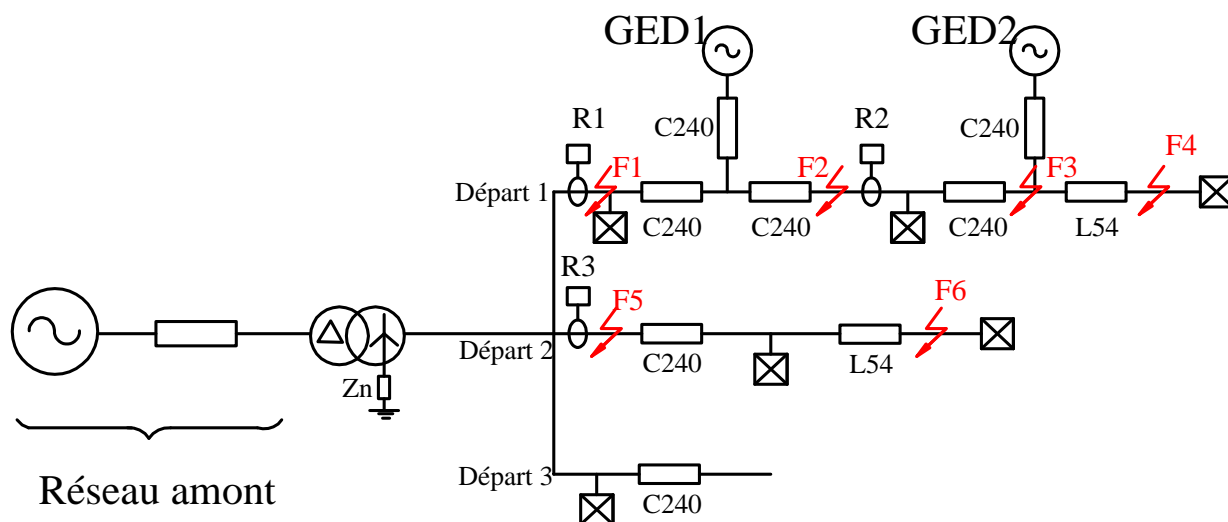 GED1
GED2
R1
C240
R2
C240
F1
F2
F3
F4
Départ 1
C240
C240
C240
L54
R3
F5
F6
Départ 2
C240
L54
Zn
Départ 3
C240
Réseau amont